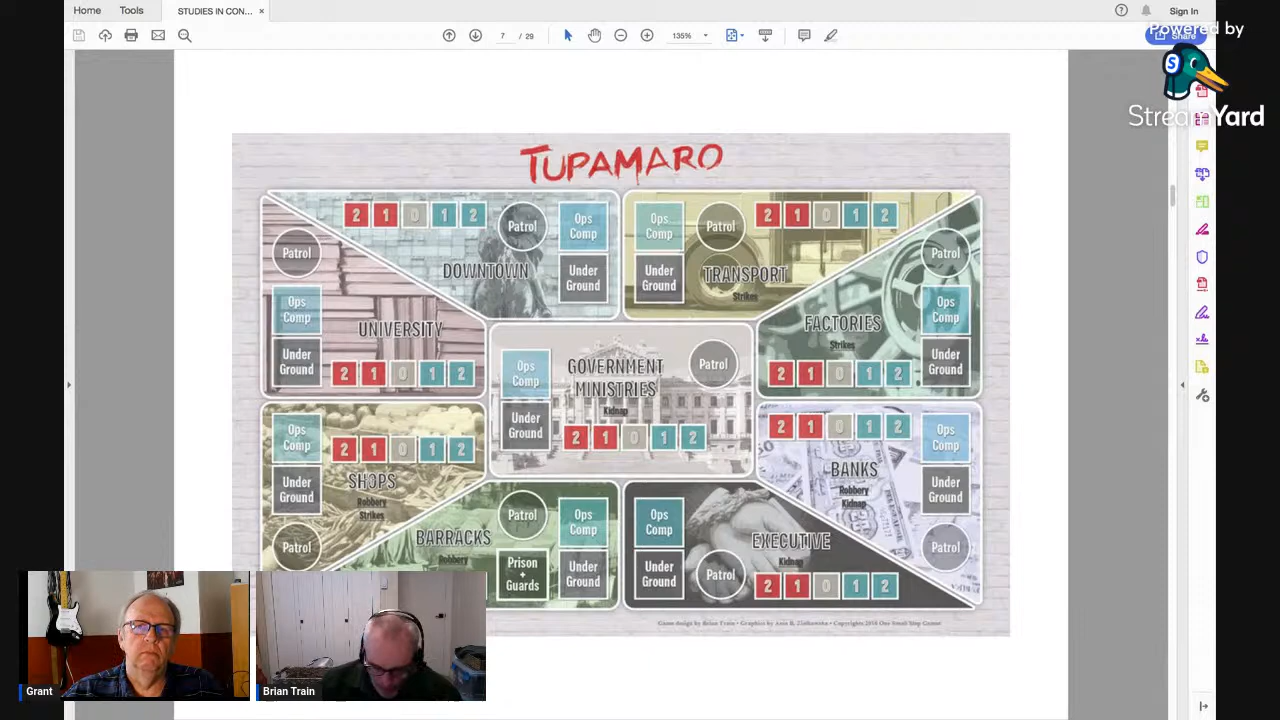 Home Tools STUDIES IN CON... × Sign In
7 / 29 135% Share
Powered by
S
StreamYard
TUPAMARO
2 1 0 1 2
Patrol
Ops
Comp
Under
Ground
DOWNTOWN
Ops
Comp
Under
Ground
Patrol
2 1 0 1 2
TRANSPORT
Strikes
Patrol
Ops
Comp
Under
Ground
UNIVERSITY
2 1 0 1 2
Patrol
FACTORIES
Strikes
Ops
Comp
Under
Ground
2 1 0 1 2
GOVERNMENT
MINISTRIES
Kidnap
Patrol
Ops
Comp
Under
Ground
2 1 0 1 2
Ops
Comp
Under
Ground
2 1 0 1 2
SHOPS
Robbery
Strikes
Patrol
2 1 0 1 2
BANKS
Robbery
Kidnap
Ops
Comp
Under
Ground
Patrol
BARRACKS
Robbery
Patrol
Ops
Comp
Prison
+
Guards
Under
Ground
Ops
Comp
Under
Ground
EXECUTIVE
Kidnap
Patrol
2 1 0 1 2
Grant
Brian Train